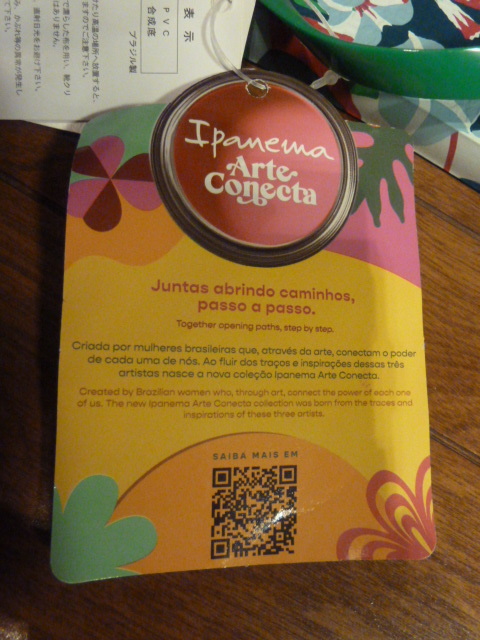 表示
PVC
合成底
ブラジル製
Ipanema
Arte
Conecta
Juntas abrindo caminhos,
passo a passo.
Together opening paths, step by step.
Criada por mulheres brasileiras que, através da arte, conectam o poder
de cada uma de nós. Ao fluir dos traços e inspirações dessas três
artistas nasce a nova coleção Ipanema Arte Conecta.
Created by Brazilian women who, through art, connect the power of each one
of us. The new Ipanema Arte Conecta collection was born from the traces and
inspirations of these three artists.
SAIBA MAIS EM